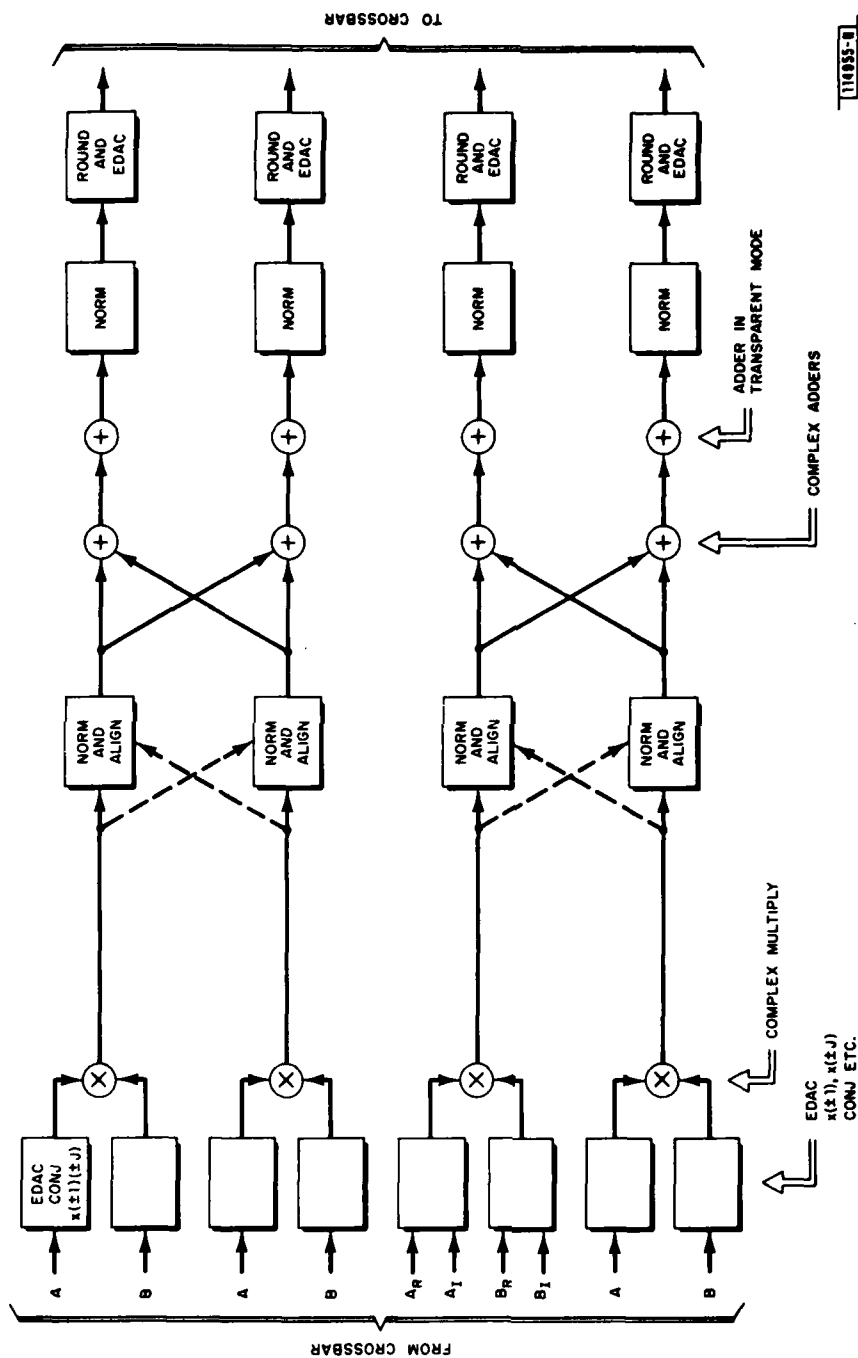 FROM CROSSBAR
A
B
A
B
A_R
A_I
B_R
B_I
A
B
EDAC
CONJ
x(±1)(±J)
×
×
×
×
NORM
AND
ALIGN
NORM
AND
ALIGN
NORM
AND
ALIGN
NORM
AND
ALIGN
+
+
+
+
+
+
+
+
NORM
NORM
NORM
NORM
ROUND
AND
EDAC
ROUND
AND
EDAC
ROUND
AND
EDAC
ROUND
AND
EDAC
TO CROSSBAR
EDAC
x(±1), x(±J)
CONJ ETC.
COMPLEX MULTIPLY
COMPLEX ADDERS
ADDER IN
TRANSPARENT MODE